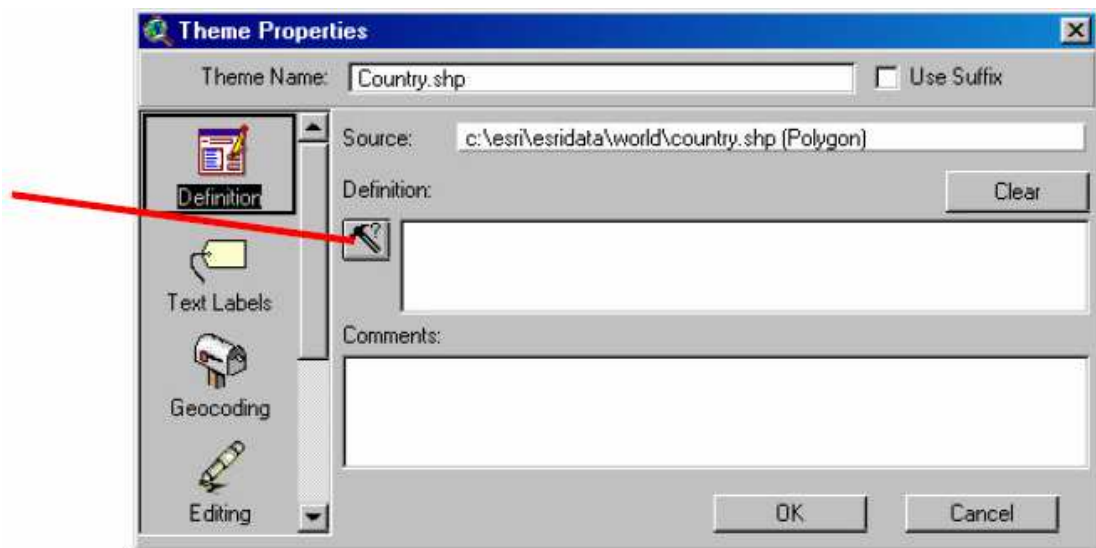 Theme Properties
Theme Name: Country.shp Use Suffix
Definition
Text Labels
Geocoding
Editing
Source: c:\esri\esridata\world\country.shp (Polygon)
Definition: Clear
?
Comments:
OK Cancel